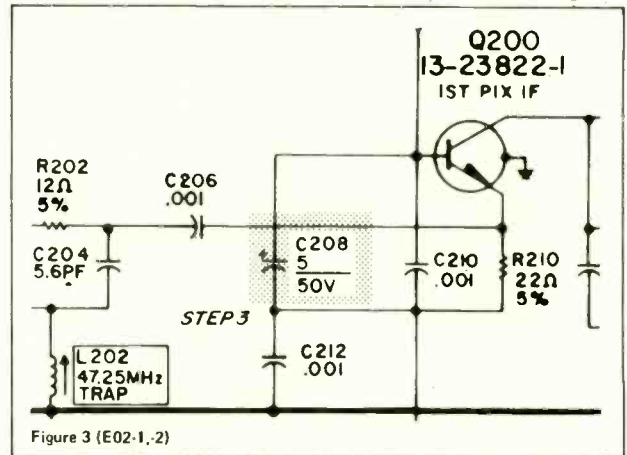 Q200
13-23822-1
1ST PIX IF
R202
12Ω
5%
C206
.001
C204
5.6PF
C208
5
50V
C210
.001
R210
22Ω
5%
STEP 3
C212
.001
L202
47.25MHz
TRAP
Figure 3 (E02-1,-2)